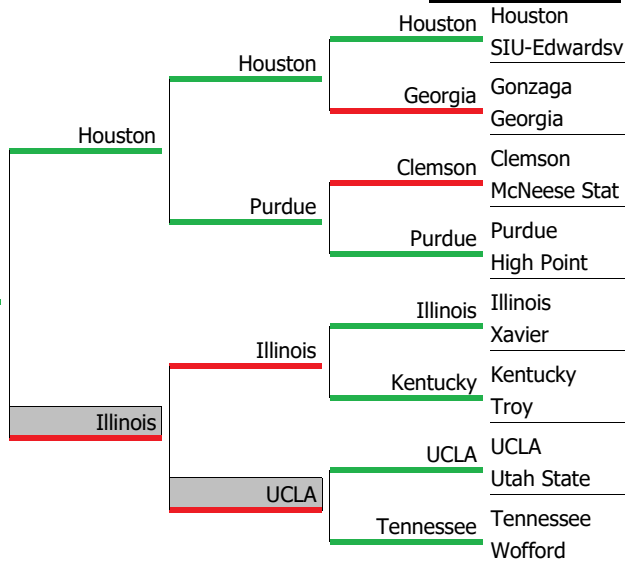 Houston
SIU-Edwardsv
Houston
Houston
Gonzaga
Georgia
Georgia
Houston
Clemson
Clemson
McNeese Stat
Purdue
Purdue
Purdue
High Point
Illinois
Illinois
Xavier
Illinois
Kentucky
Kentucky
Troy
Illinois
UCLA
UCLA
Utah State
UCLA
Tennessee
Tennessee
Wofford